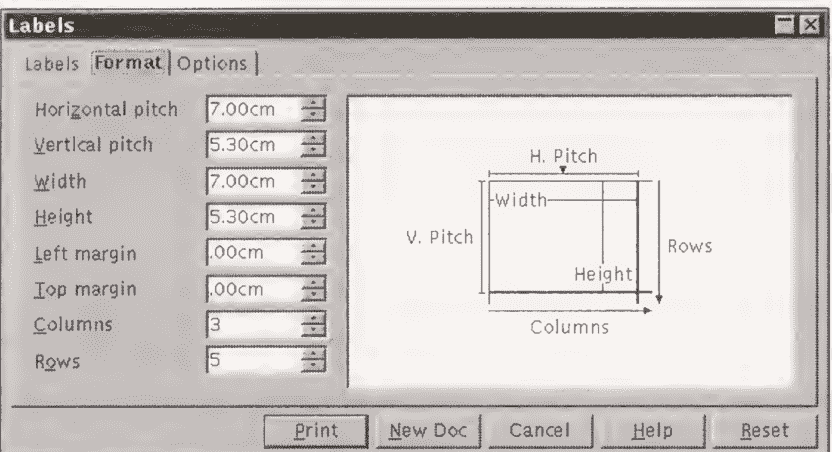 Labels
Labels Format Options
Horizontal pitch 7.00cm
Vertical pitch 5.30cm
Width 7.00cm
Height 5.30cm
Left margin .00cm
Top margin .00cm
Columns 3
Rows 5
H. Pitch
Width
V. Pitch
Rows
Height
Columns
Print New Doc Cancel Help Reset